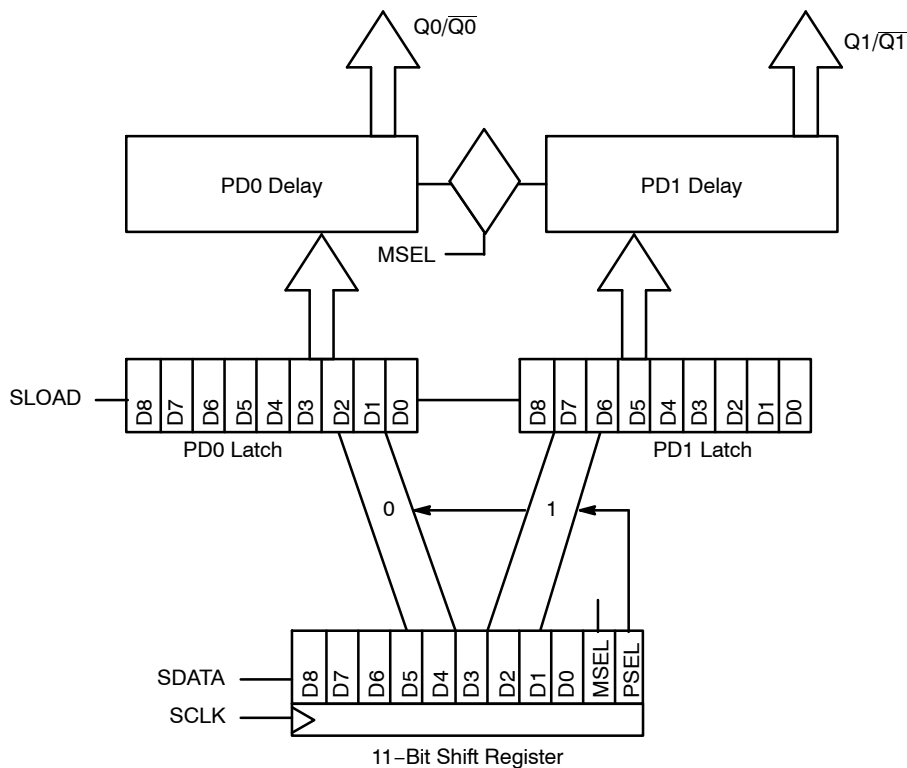 Q0/Q0
Q1/Q1
PD0 Delay
PD1 Delay
MSEL
SLOAD
D8 D7 D6 D5 D4 D3 D2 D1 D0
D8 D7 D6 D5 D4 D3 D2 D1 D0
PD0 Latch
PD1 Latch
0
1
SDATA
D8 D7 D6 D5 D4 D3 D2 D1 D0 MSEL PSEL
SCLK
11−Bit Shift Register